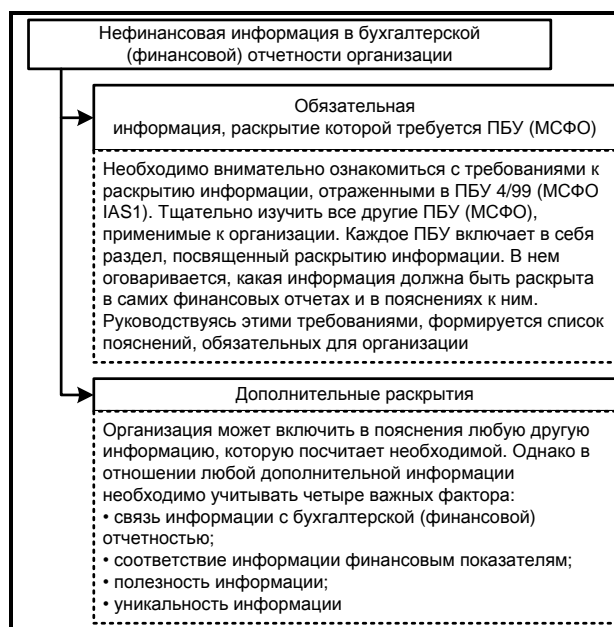 Нефинансовая информация в бухгалтерской
(финансовой) отчетности организации
Обязательная
информация, раскрытие которой требуется ПБУ (МСФО)
Необходимо внимательно ознакомиться с требованиями к
раскрытию информации, отраженными в ПБУ 4/99 (МСФО
IAS1). Тщательно изучить все другие ПБУ (МСФО),
применимые к организации. Каждое ПБУ включает в себя
раздел, посвященный раскрытию информации. В нем
оговаривается, какая информация должна быть раскрыта
в самих финансовых отчетах и в пояснениях к ним.
Руководствуясь этими требованиями, формируется список
пояснений, обязательных для организации
Дополнительные раскрытия
Организация может включить в пояснения любую другую
информацию, которую посчитает необходимой. Однако в
отношении любой дополнительной информации
необходимо учитывать четыре важных фактора:
• связь информации с бухгалтерской (финансовой)
отчетностью;
• соответствие информации финансовым показателям;
• полезность информации;
• уникальность информации